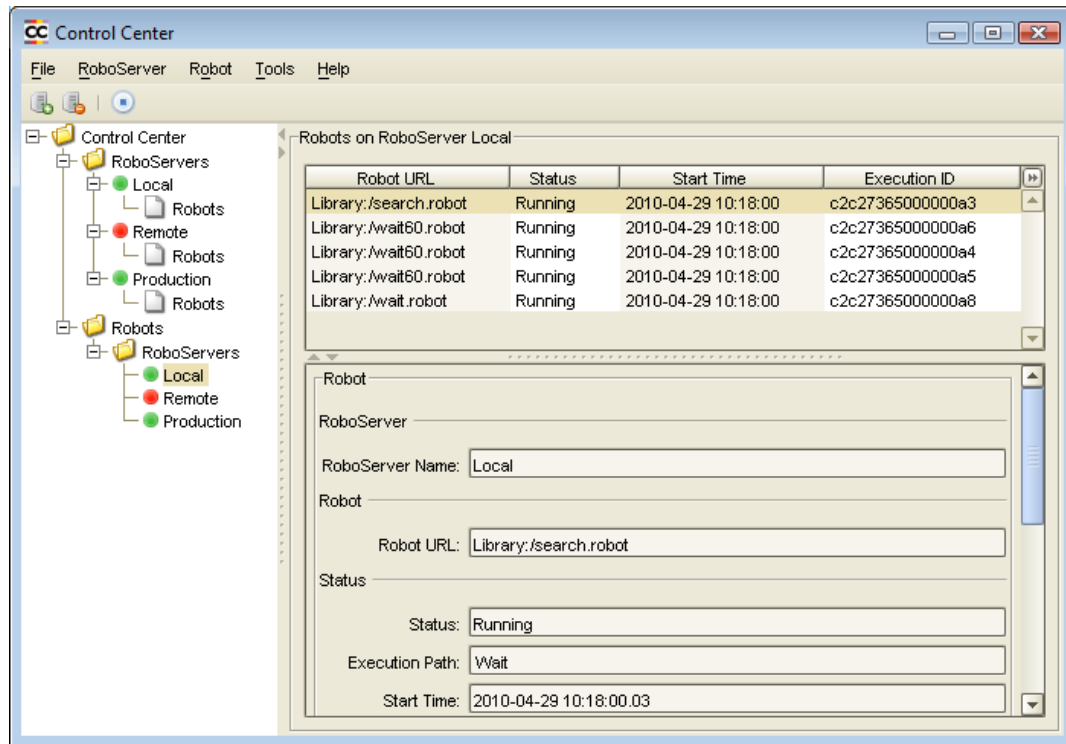 CC Control Center
File RoboServer Robot Tools Help
Control Center
RoboServers
Local
Robots
Remote
Robots
Production
Robots
Robots
RoboServers
Local
Remote
Production
Robots on RoboServer Local
Robot URL Status Start Time Execution ID
Library:/search.robot Running 2010-04-29 10:18:00 c2c27365000000a3
Library:/wait60.robot Running 2010-04-29 10:18:00 c2c27365000000a6
Library:/wait60.robot Running 2010-04-29 10:18:00 c2c27365000000a4
Library:/wait60.robot Running 2010-04-29 10:18:00 c2c27365000000a5
Library:/wait.robot Running 2010-04-29 10:18:00 c2c27365000000a8
Robot
RoboServer
RoboServer Name: Local
Robot
Robot URL: Library:/search.robot
Status
Status: Running
Execution Path: Wait
Start Time: 2010-04-29 10:18:00.03